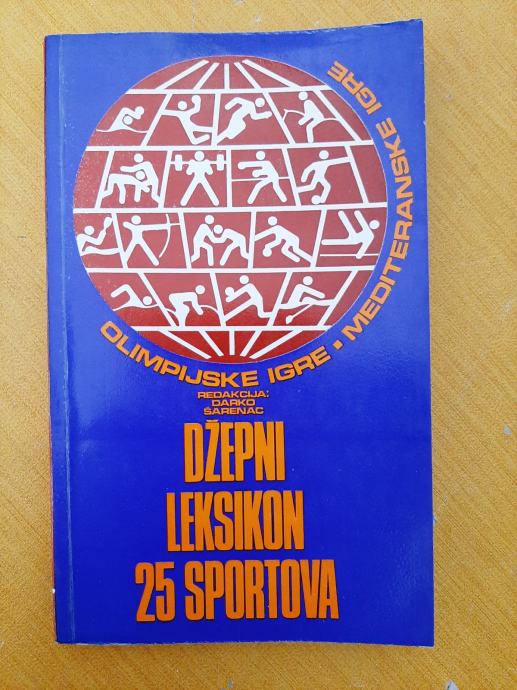 OLIMPIJSKE IGRE • MEDITERANSKE IGRE
REDAKCIJA:
DARKO
ŠARENAC
DŽEPNI
LEKSIKON
25 SPORTOVA